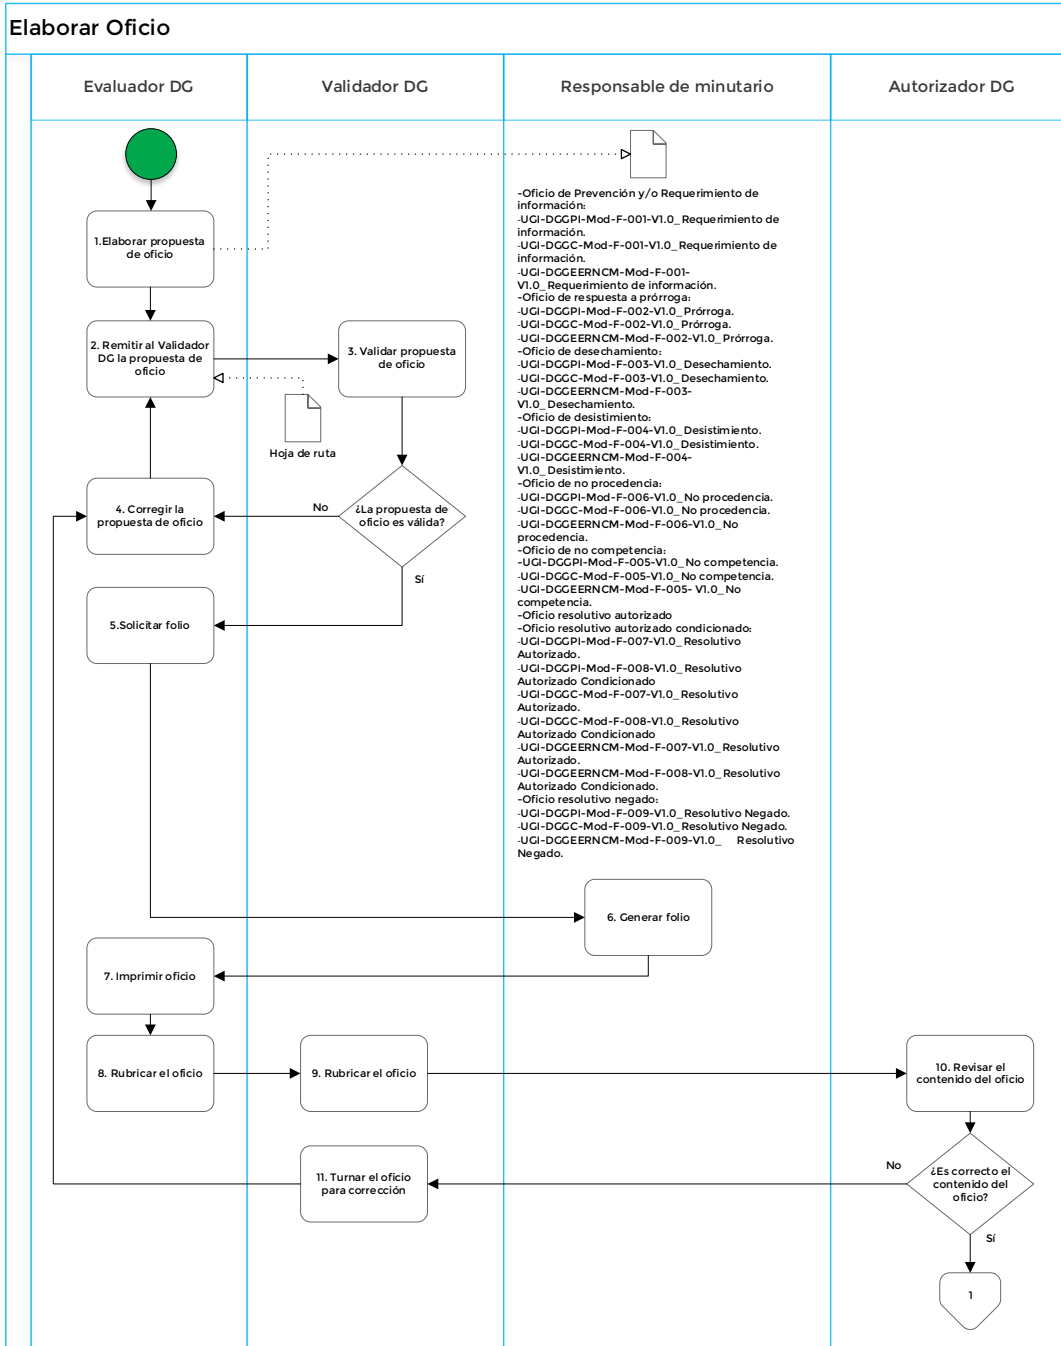 Elaborar Oficio
Evaluador DG
Validador DG
Responsable de minutario
Autorizador DG
1.Elaborar propuesta
de oficio
-Oficio de Prevención y/o Requerimiento de
información:
-UGI-DGGPI-Mod-F-001-V1.0_Requerimiento de
información.
-UGI-DGGC-Mod-F-001-V1.0_Requerimiento de
información.
-UGI-DGGEERNCM-Mod-F-001-
V1.0_Requerimiento de información.
-Oficio de respuesta a prórroga:
-UGI-DGGPI-Mod-F-002-V1.0_Prórroga.
-UGI-DGGC-Mod-F-002-V1.0_Prórroga.
-UGI-DGGEERNCM-Mod-F-002-V1.0_Prórroga.
-Oficio de desechamiento:
-UGI-DGGPI-Mod-F-003-V1.0_Desechamiento.
-UGI-DGGC-Mod-F-003-V1.0_Desechamiento.
-UGI-DGGEERNCM-Mod-F-003-
V1.0_Desechamiento.
-Oficio de desistimiento:
-UGI-DGGPI-Mod-F-004-V1.0_Desistimiento.
-UGI-DGGC-Mod-F-004-V1.0_Desistimiento.
-UGI-DGGEERNCM-Mod-F-004-
V1.0_Desistimiento.
-Oficio de no procedencia:
-UGI-DGGPI-Mod-F-006-V1.0_No procedencia.
-UGI-DGGC-Mod-F-006-V1.0_No procedencia.
-UGI-DGGEERNCM-Mod-F-006-V1.0_No
procedencia.
-Oficio de no competencia:
-UGI-DGGPI-Mod-F-005-V1.0_No competencia.
-UGI-DGGC-Mod-F-005-V1.0_No competencia.
-UGI-DGGEERNCM-Mod-F-005- V1.0_No
competencia.
-Oficio resolutivo autorizado
-Oficio resolutivo autorizado condicionado:
-UGI-DGGPI-Mod-F-007-V1.0_Resolutivo
Autorizado.
-UGI-DGGPI-Mod-F-008-V1.0_Resolutivo
Autorizado Condicionado
-UGI-DGGC-Mod-F-007-V1.0_Resolutivo
Autorizado.
-UGI-DGGC-Mod-F-008-V1.0_Resolutivo
Autorizado Condicionado
-UGI-DGGEERNCM-Mod-F-007-V1.0_Resolutivo
Autorizado.
-UGI-DGGEERNCM-Mod-F-008-V1.0_Resolutivo
Autorizado Condicionado.
-Oficio resolutivo negado:
-UGI-DGGPI-Mod-F-009-V1.0_Resolutivo Negado.
-UGI-DGGC-Mod-F-009-V1.0_Resolutivo Negado.
-UGI-DGGEERNCM-Mod-F-009-V1.0_ Resolutivo
Negado.
2. Remitir al Validador
DG la propuesta de
oficio
3. Validar propuesta
de oficio
Hoja de ruta
4. Corregir la
propuesta de oficio
No
¿La propuesta de
oficio es válida?
Sí
5.Solicitar folio
6. Generar folio
7. Imprimir oficio
8. Rubricar el oficio
9. Rubricar el oficio
10. Revisar el
contenido del oficio
11. Turnar el oficio
para corrección
No
¿Es correcto el
contenido del
oficio?
Sí
1